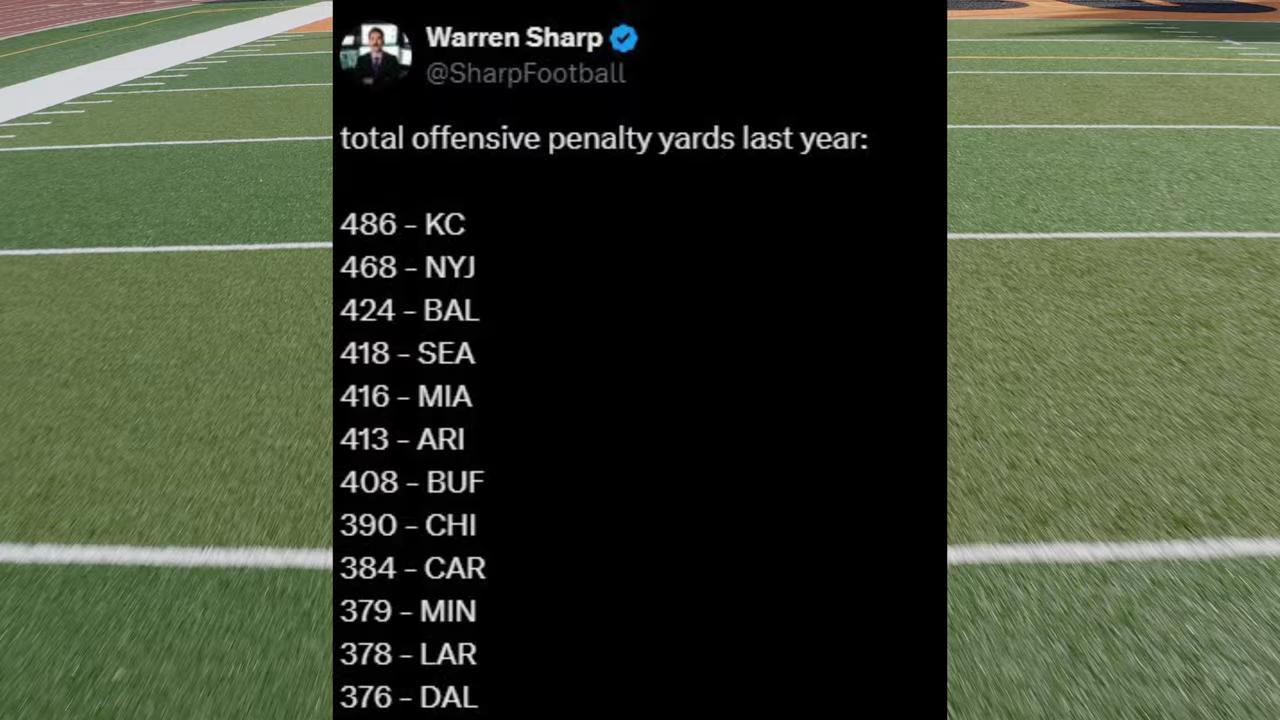 Warren Sharp
@SharpFootball
total offensive penalty yards last year:
486 - KC
468 - NYJ
424 - BAL
418 - SEA
416 - MIA
413 - ARI
408 - BUF
390 - CHI
384 - CAR
379 - MIN
378 - LAR
376 - DAL